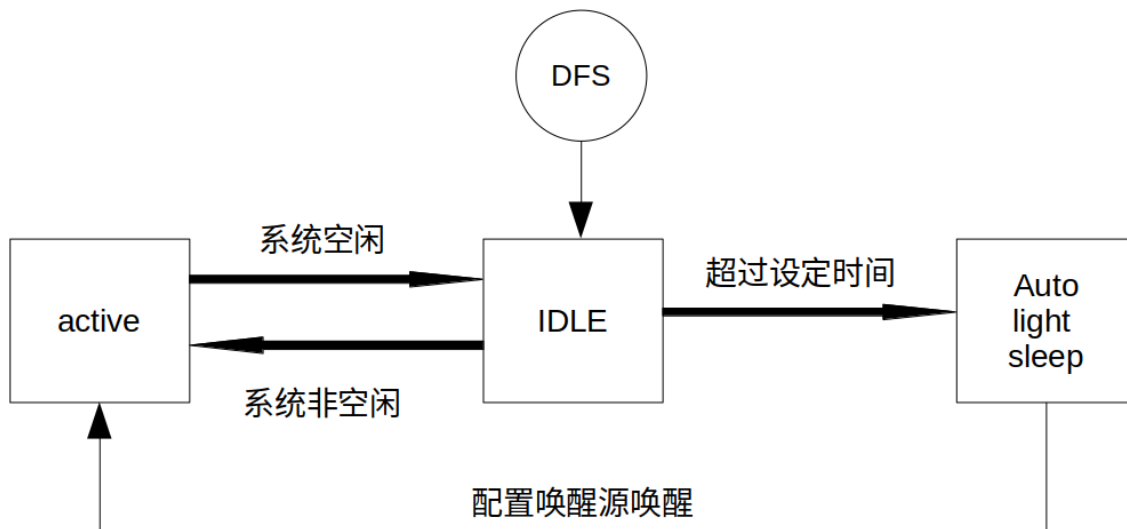 DFS
系统空闲
超过设定时间
active
IDLE
Auto
light
sleep
系统非空闲
配置唤醒源唤醒